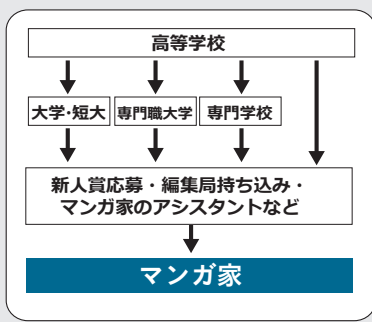 高等学校
大学・短大
専門職大学
専門学校
新人賞応募・編集局持ち込み・
マンガ家のアシスタントなど
マンガ家